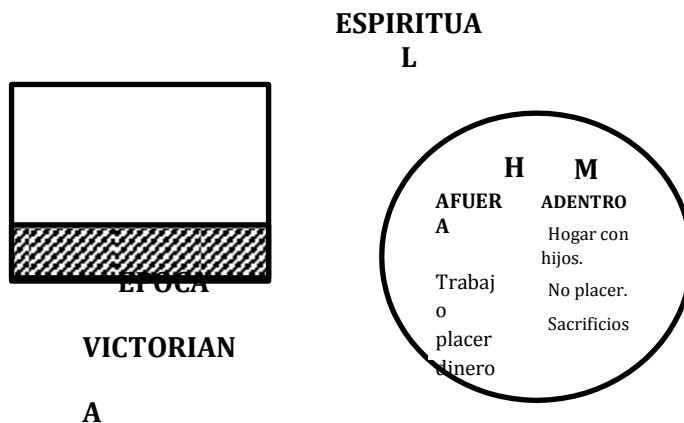 ESPIRITUA
L
H M
AFUER
A
ADENTRO
Hogar con
hijos.
No placer.
Sacrificios
Trabaj
o
placer
dinero
EPOCA
VICTORIAN
A